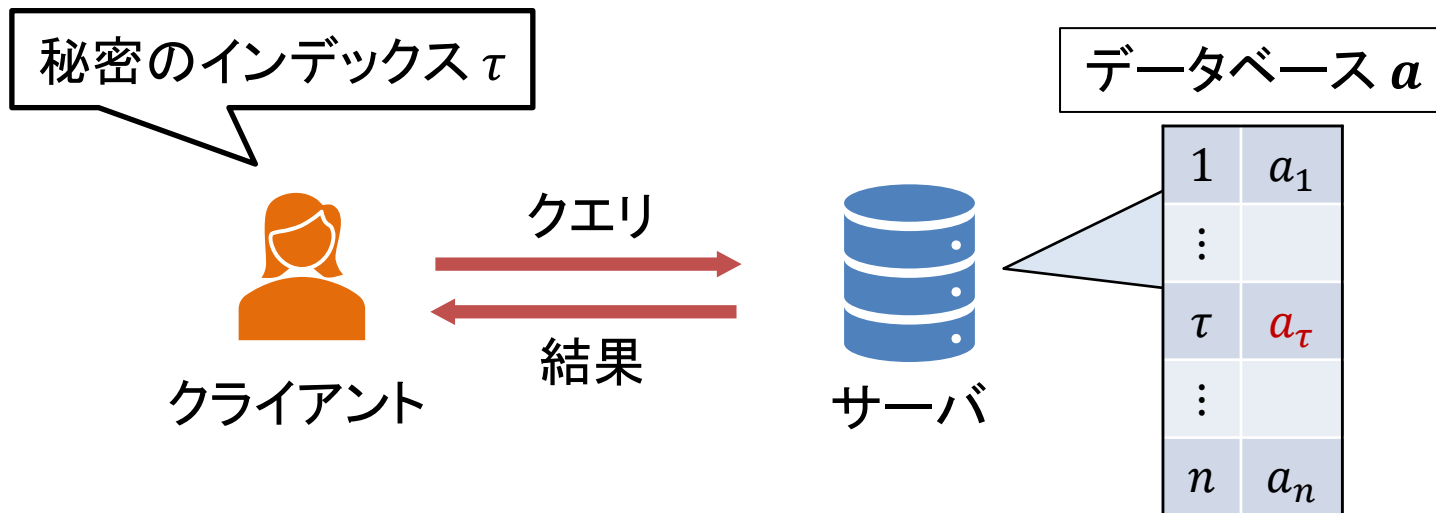 秘密のインデックス τ
データベース a
クエリ
結果
クライアント
サーバ
1 a₁
⋮
τ a_τ
⋮
n aₙ